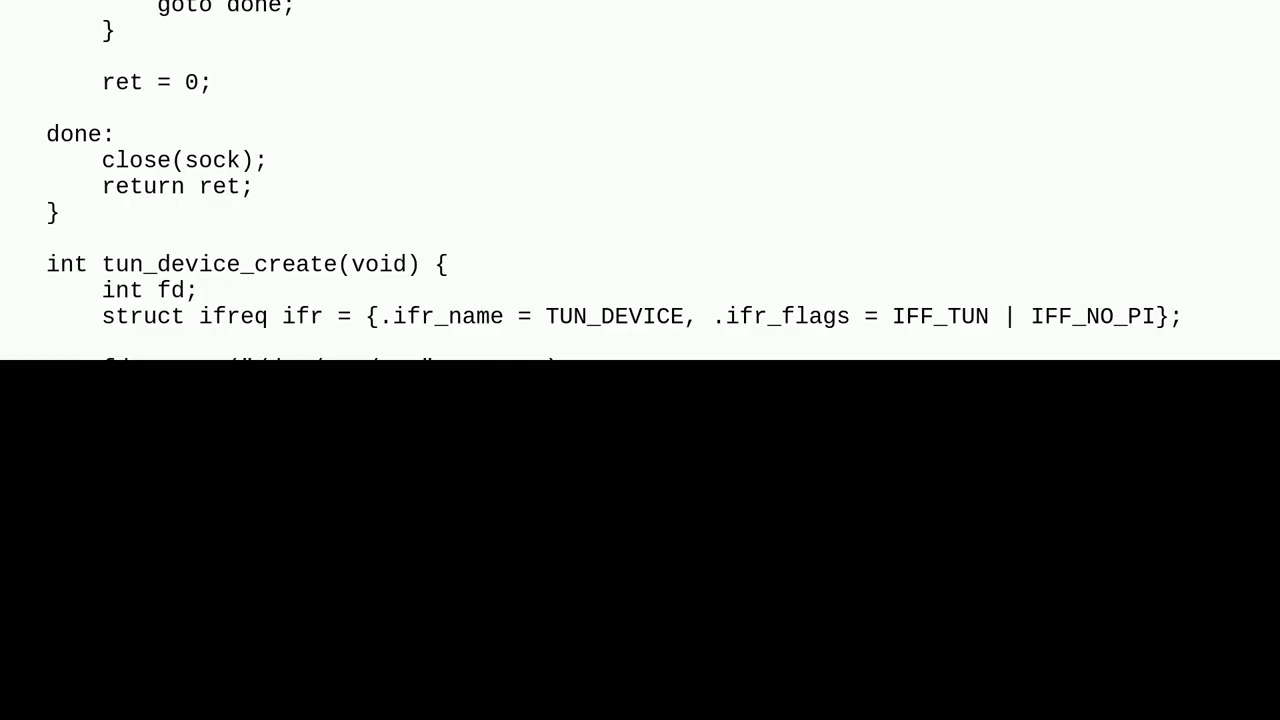 goto done;
}
ret = 0;
done:
close(sock);
return ret;
}
int tun_device_create(void) {
int fd;
struct ifreq ifr = {.ifr_name = TUN_DEVICE, .ifr_flags = IFF_TUN | IFF_NO_PI};